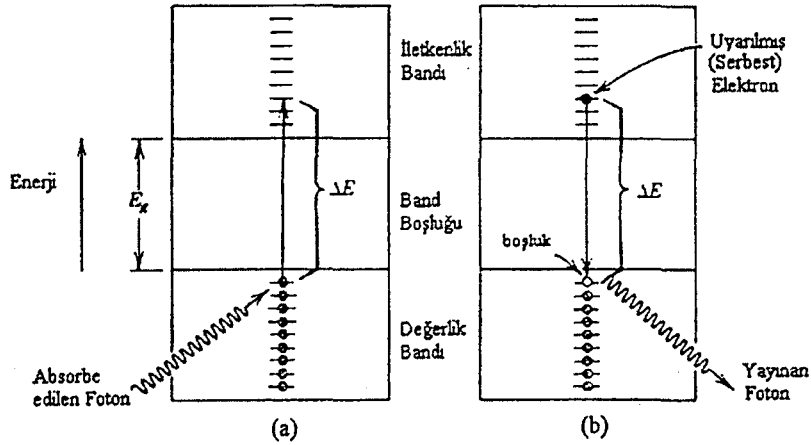 İletkenlik
Bandı
Enerji
E_g
ΔE
Band
Boşluğu
Değerlik
Bandı
Absorbe
edilen Foton
(a)
Uyarılmış
(Serbest)
Elektron
ΔE
boşluk
Yayınan
Foton
(b)